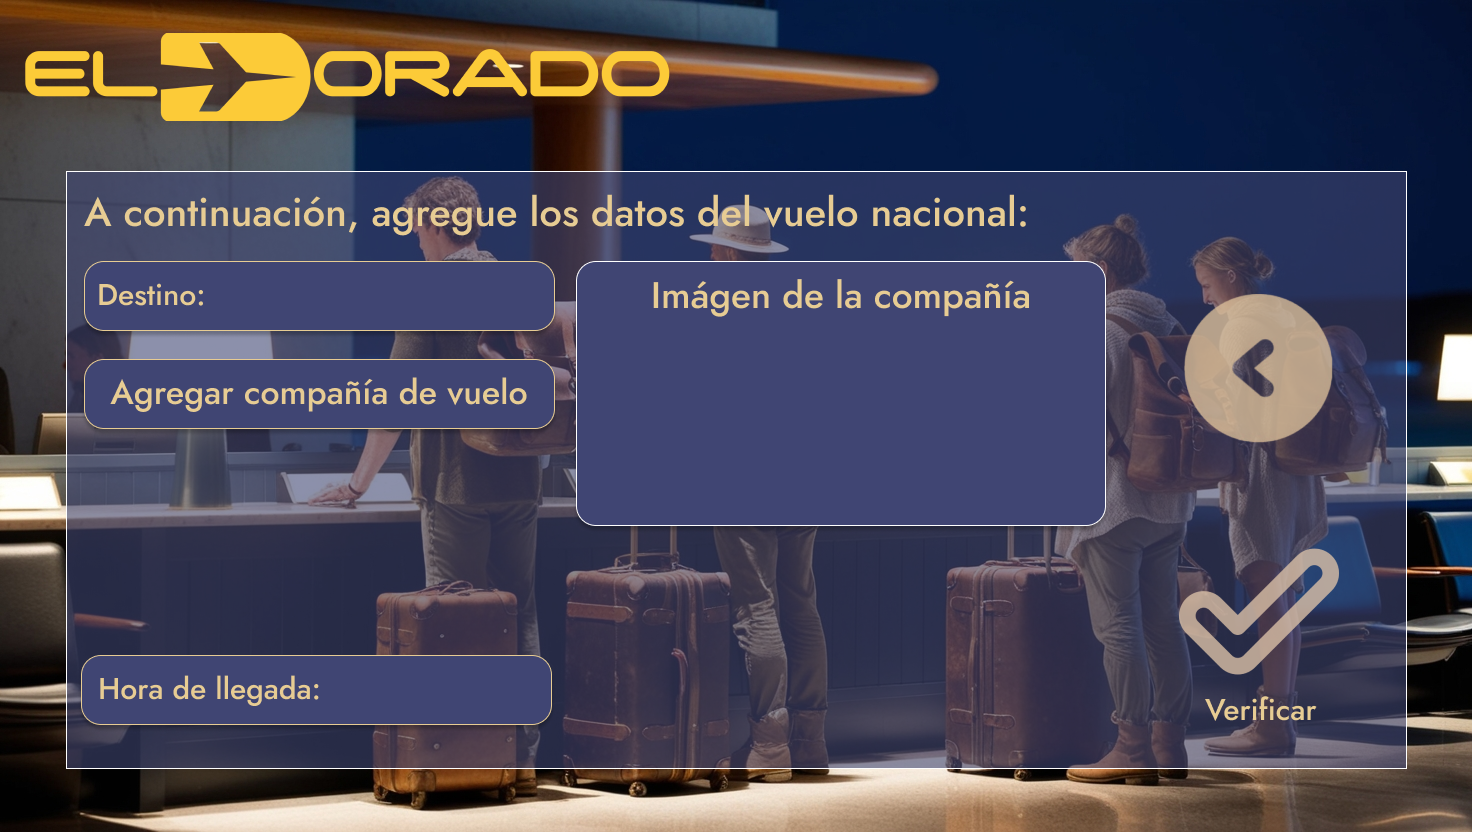 EL DORADO
A continuación, agregue los datos del vuelo nacional:
Destino:
Imágen de la compañía
Agregar compañía de vuelo
Hora de llegada:
Verificar